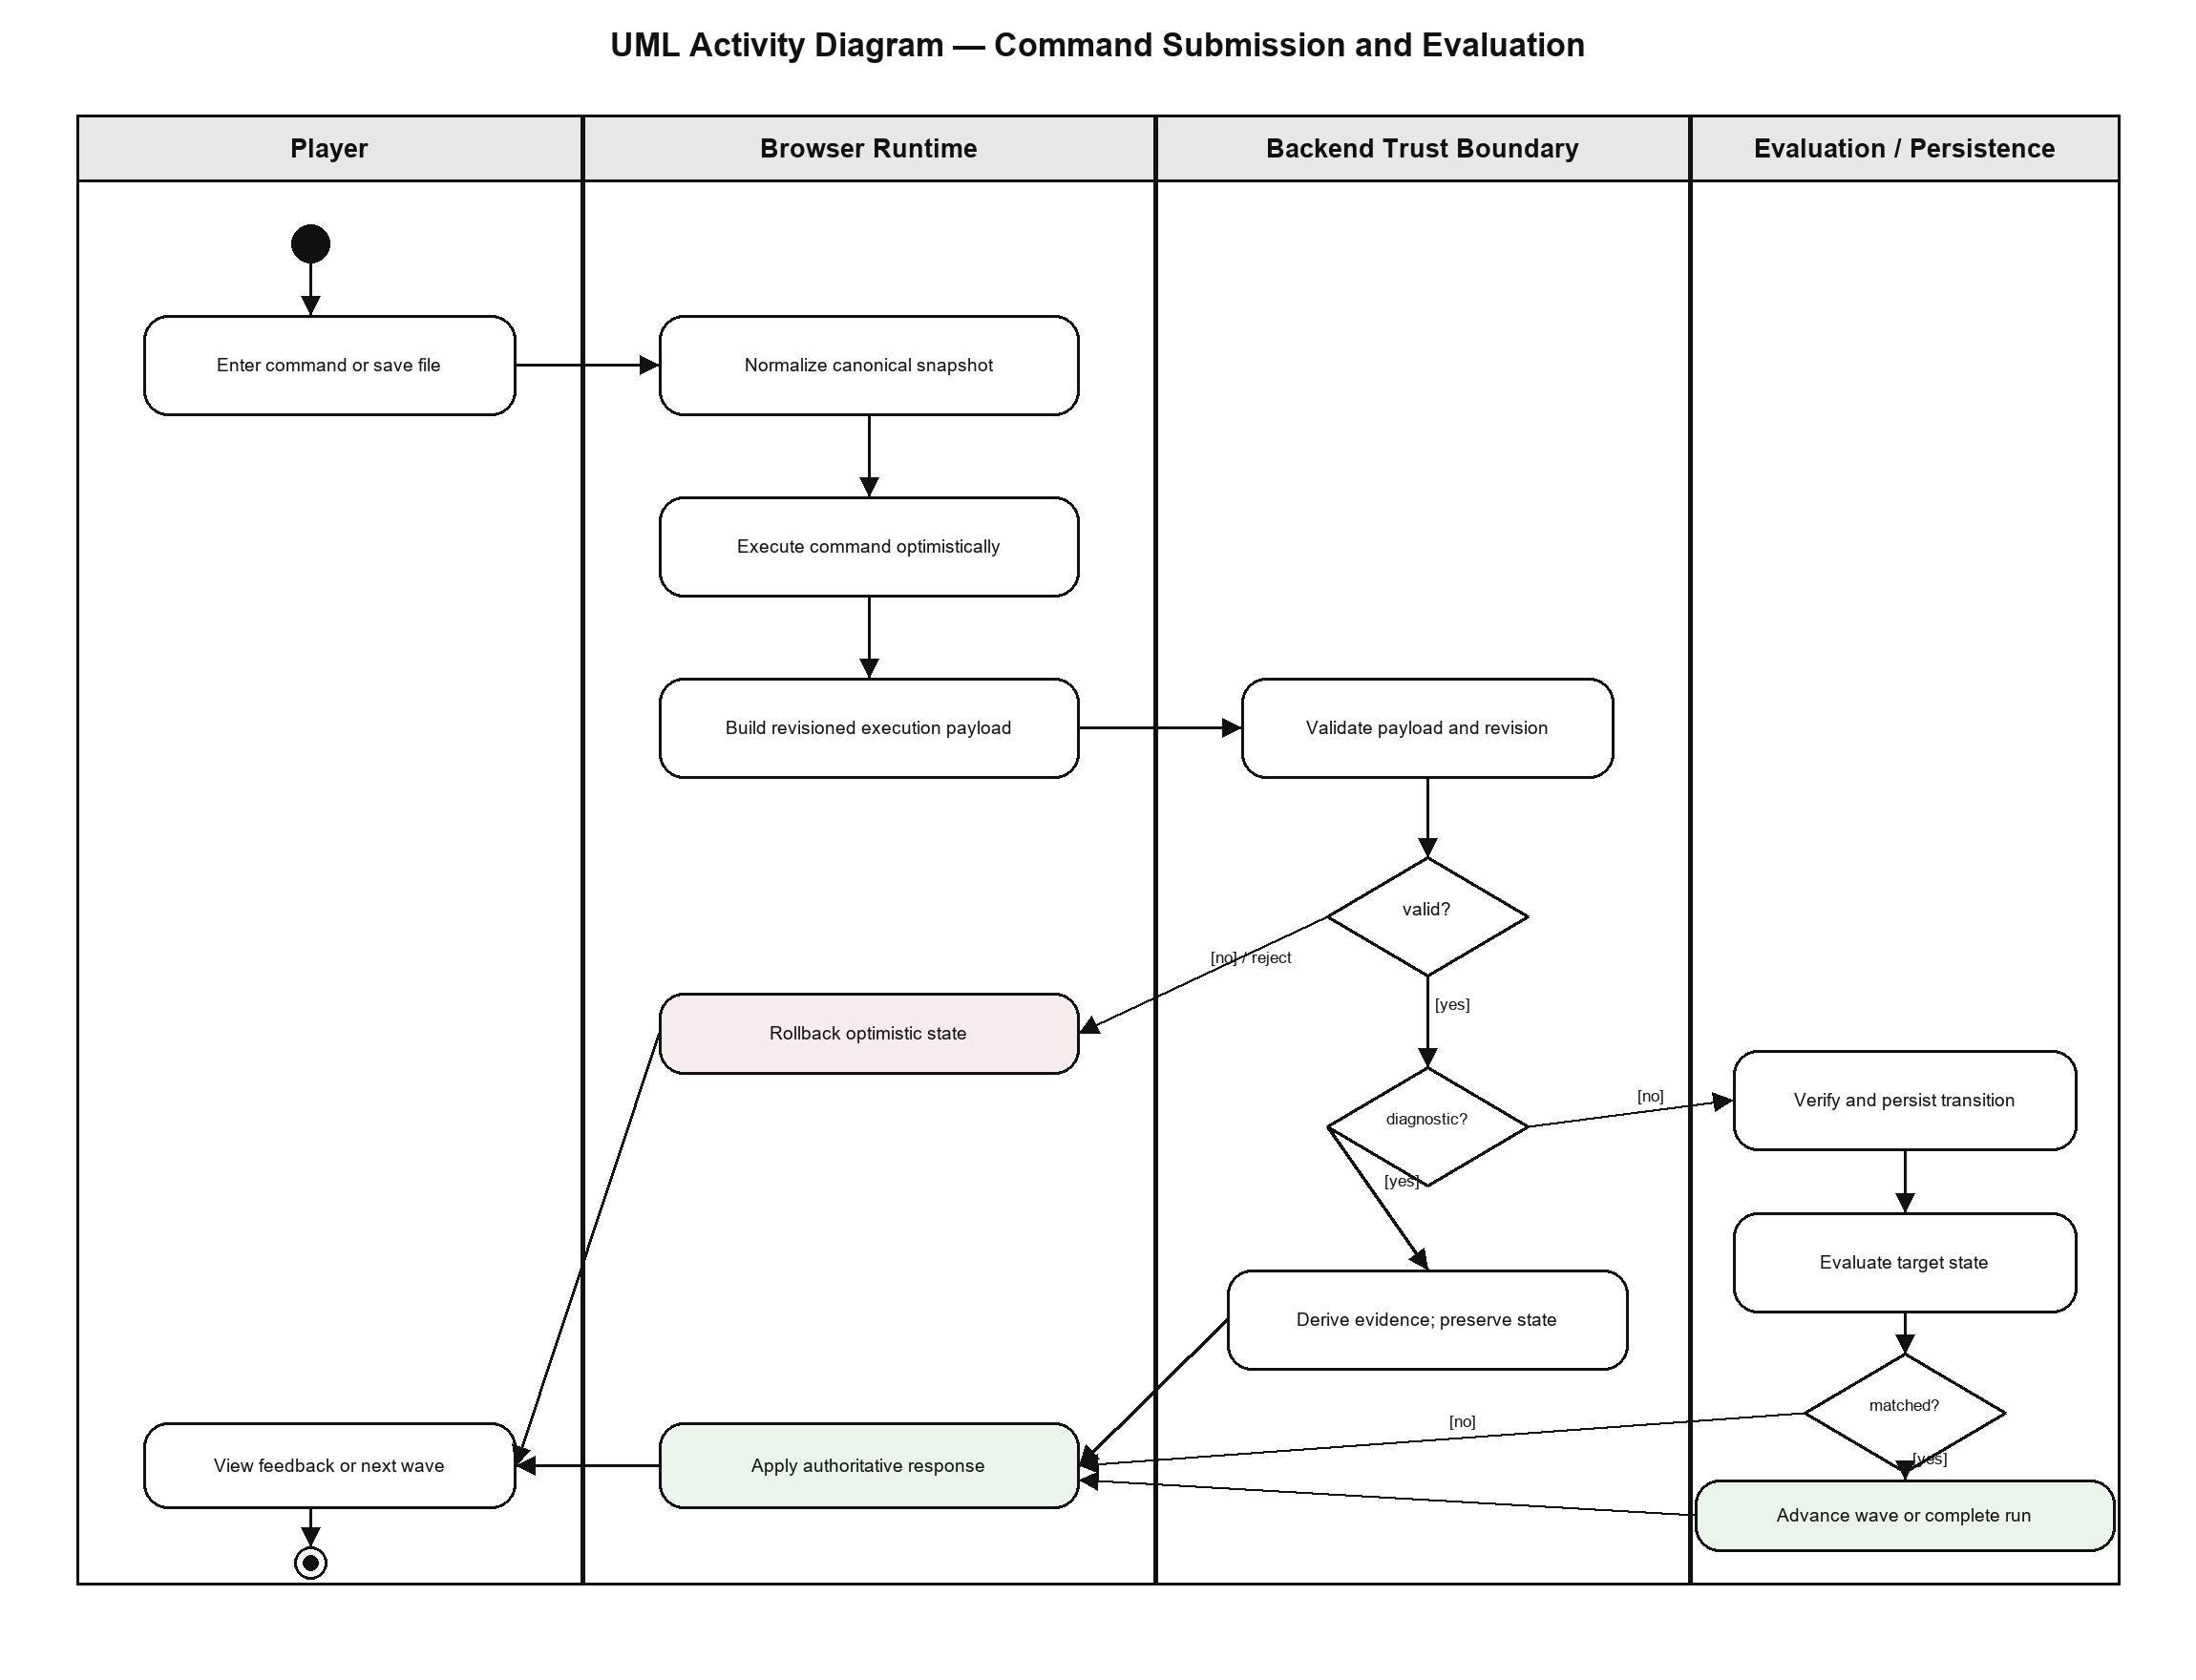 UML Activity Diagram — Command Submission and Evaluation
Player
Browser Runtime
Backend Trust Boundary
Evaluation / Persistence
Enter command or save file
Normalize canonical snapshot
Execute command optimistically
Build revisioned execution payload
Validate payload and revision
valid?
[no] / reject
[yes]
Rollback optimistic state
diagnostic?
[no]
Verify and persist transition
[yes]
Evaluate target state
Derive evidence; preserve state
matched?
[no]
[yes]
View feedback or next wave
Apply authoritative response
Advance wave or complete run